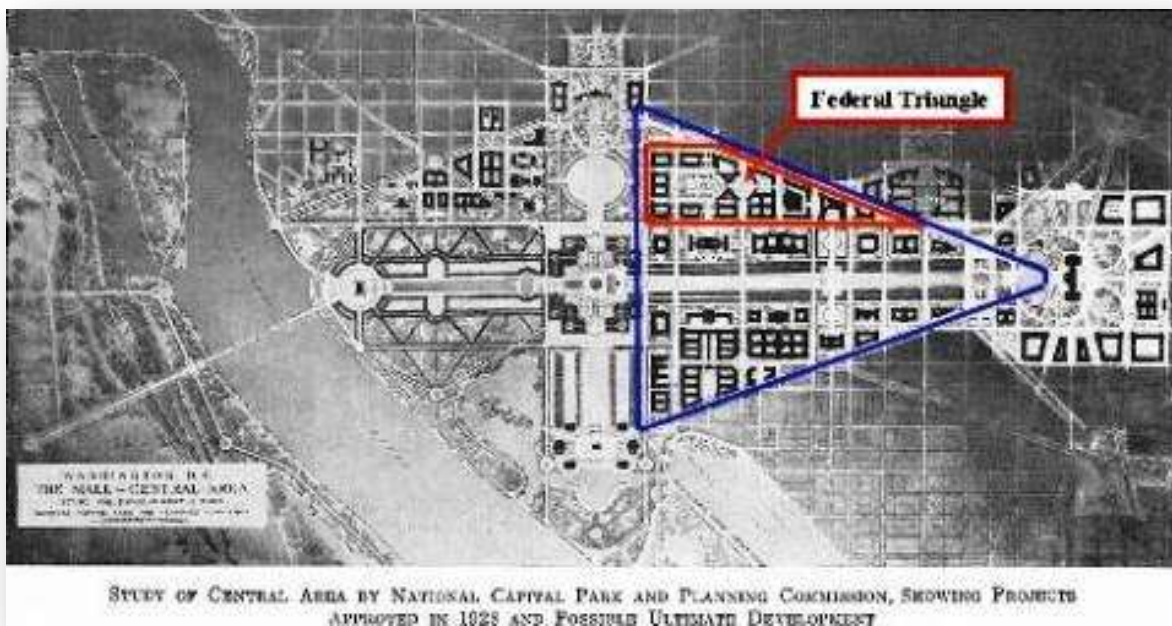 Federal Triangle
WASHINGTON D.C.
THE MALL - CENTRAL AREA
STUDY OF CENTRAL AREA BY NATIONAL CAPITAL PARK AND PLANNING COMMISSION, SHOWING PROJECTS
APPROVED IN 1928 AND POSSIBLE ULTIMATE DEVELOPMENT